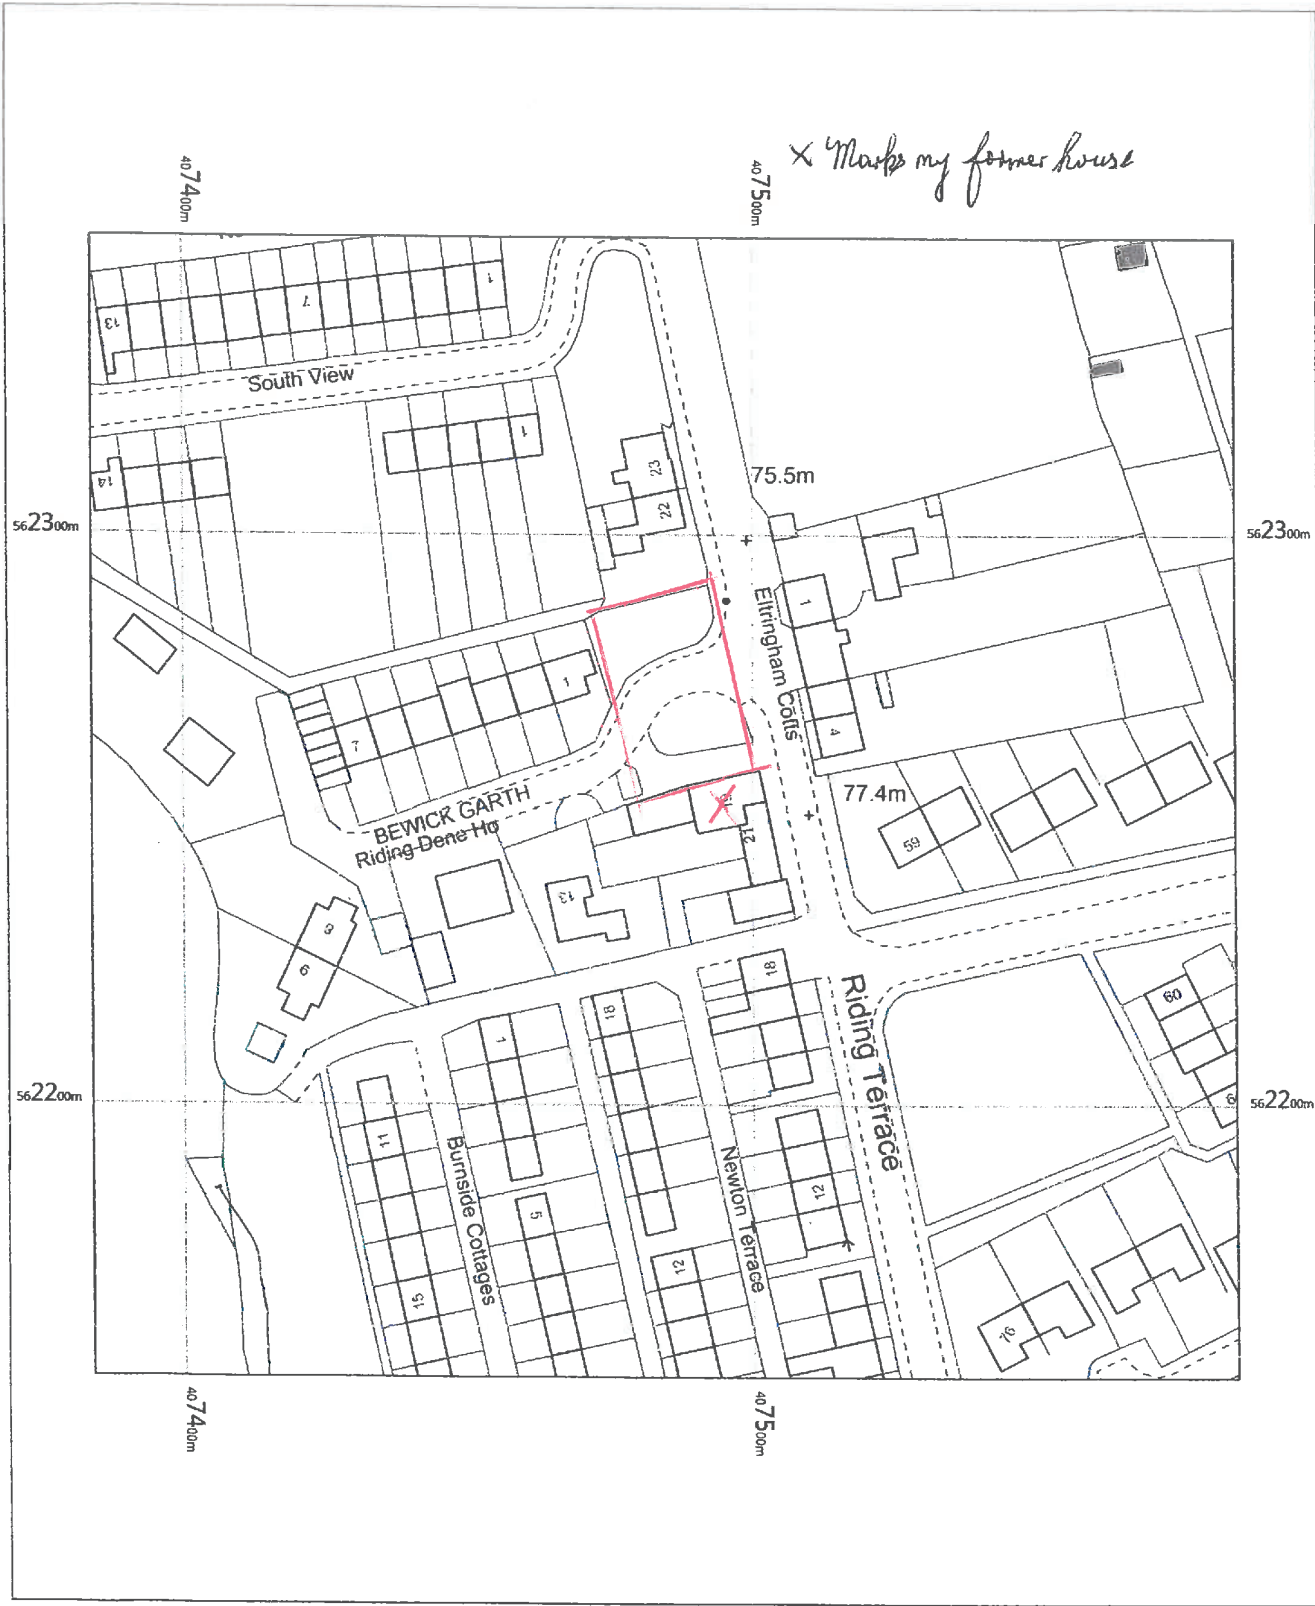 X Marks my former house
407400m
407500m
1
7
13
South View
1
14
23
22
75.5m
562300m
562300m
1
Eltringham Cotts
4
1
7
77.4m
BEWICK GARTH
Riding Dene Ho
21
59
13
8
9
18
18
1
60
Riding Terrace
562200m
562200m
11
Burnside Cottages
5
Newton Terrace
12
12
15
76
407400m
407500m